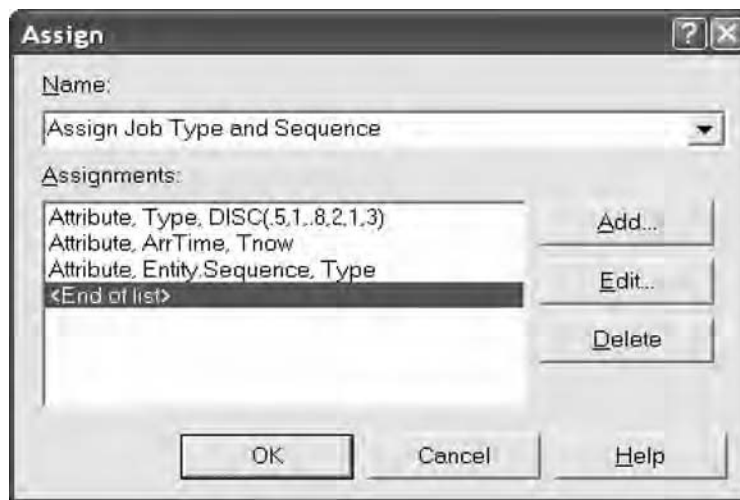 Assign
Name:
Assign Job Type and Sequence
Assignments:
Attribute, Type, DISC(.5,1,.8,2,1,3)
Attribute, ArrTime, Tnow
Attribute, Entity.Sequence, Type
<End of list>
Add...
Edit...
Delete
OK Cancel Help